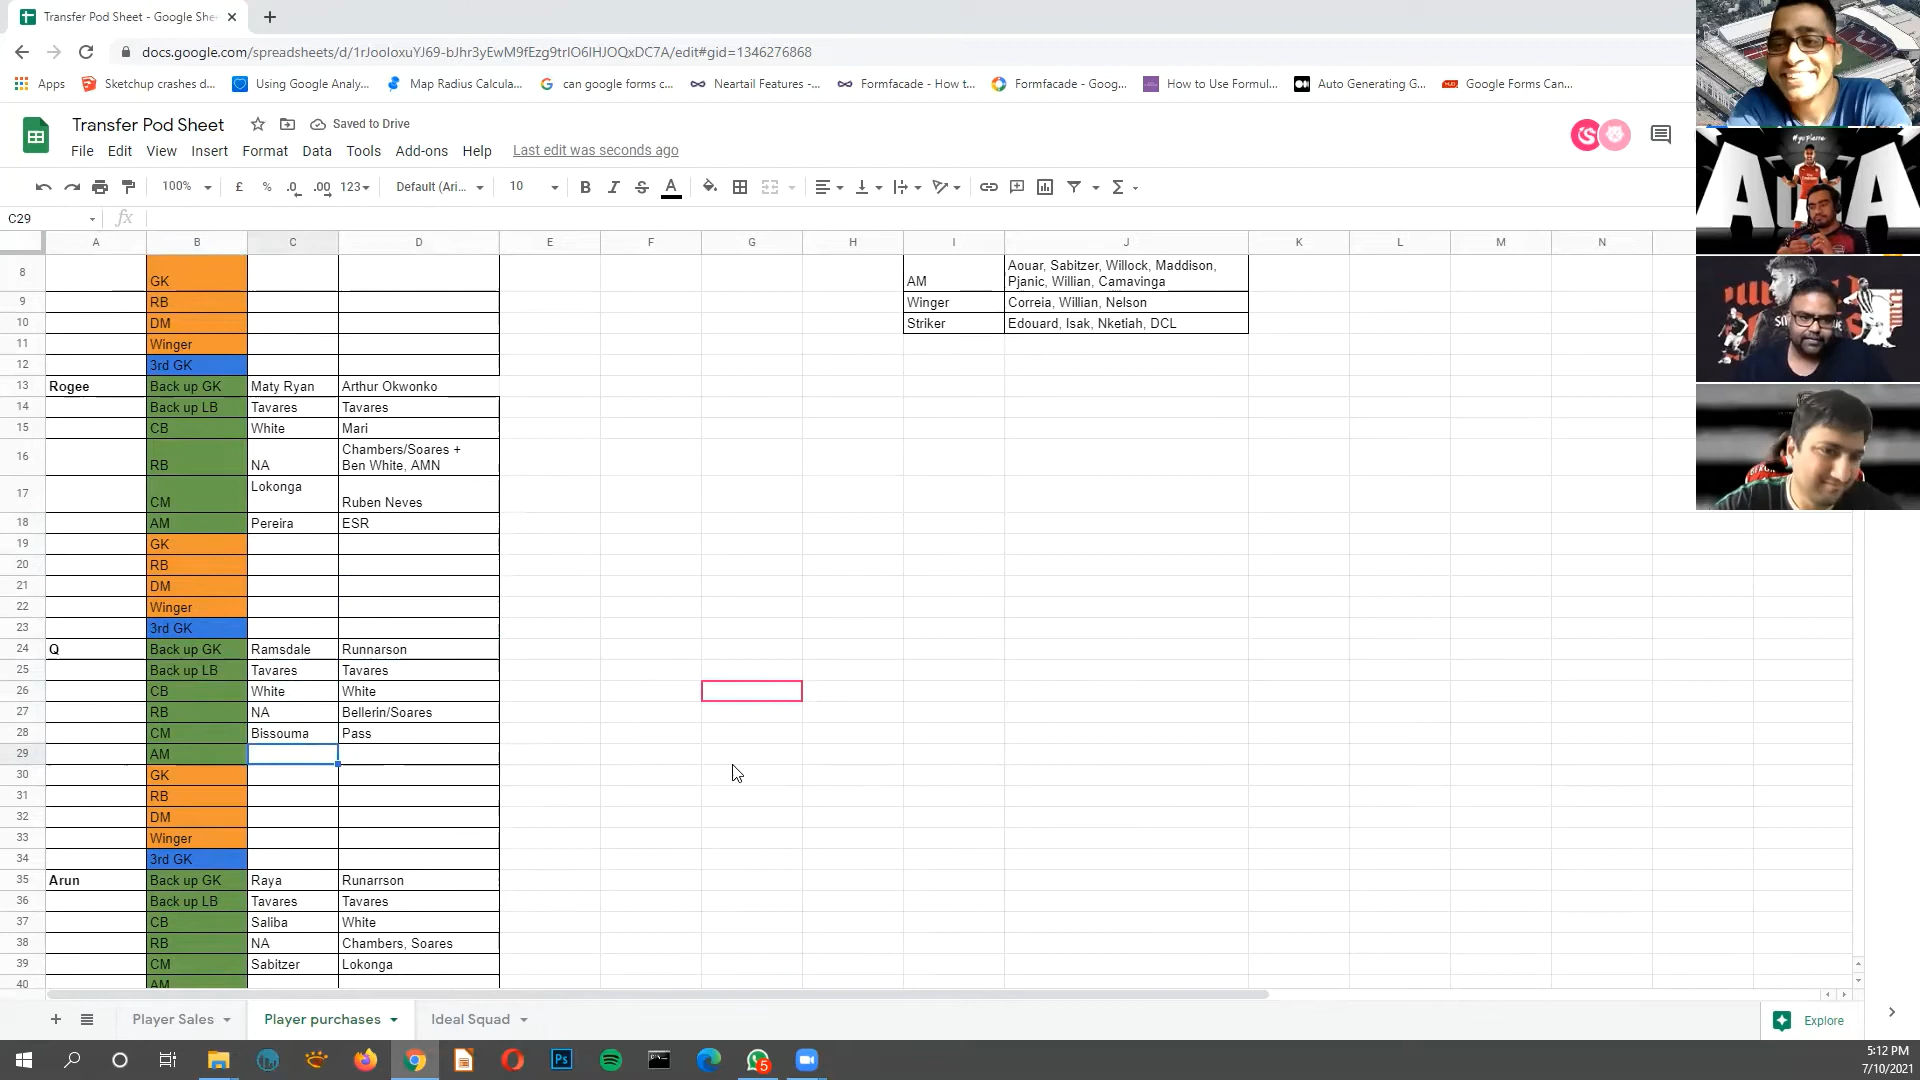 Transfer Pod Sheet - Google She
docs.google.com/spreadsheets/d/1rJooIoxuYJ69-bJhr3yEwM9fEzg9trIO6IHJOQxDC7A/edit#gid=1346276868
Apps Sketchup crashes d... Using Google Analy... Map Radius Calcula... can google forms c... Neartail Features -... Formfacade - How t... Formfacade - Goog... How to Use Formul... Auto Generating G... Google Forms Can...
Transfer Pod Sheet Saved to Drive
File Edit View Insert Format Data Tools Add-ons Help Last edit was seconds ago
100% £ % .0 .00 123 Default (Ari... 10 B I S A
C29 fx
A B C D E F G H I J K L M N
8 GK AM Aouar, Sabitzer, Willock, Maddison,
Pjanic, Willian, Camavinga
9 RB Winger Correia, Willian, Nelson
10 DM Striker Edouard, Isak, Nketiah, DCL
11 Winger
12 3rd GK
13 Rogee Back up GK Maty Ryan Arthur Okwonko
14 Back up LB Tavares Tavares
15 CB White Mari
16 RB NA Chambers/Soares +
Ben White, AMN
17 CM Lokonga Ruben Neves
18 AM Pereira ESR
19 GK
20 RB
21 DM
22 Winger
23 3rd GK
24 Q Back up GK Ramsdale Runnarson
25 Back up LB Tavares Tavares
26 CB White White
27 RB NA Bellerin/Soares
28 CM Bissouma Pass
29 AM
30 GK
31 RB
32 DM
33 Winger
34 3rd GK
35 Arun Back up GK Raya Runarrson
36 Back up LB Tavares Tavares
37 CB Saliba White
38 RB NA Chambers, Soares
39 CM Sabitzer Lokonga
40 AM
Player Sales Player purchases Ideal Squad Explore
Ps 5
5:12 PM
7/10/2021